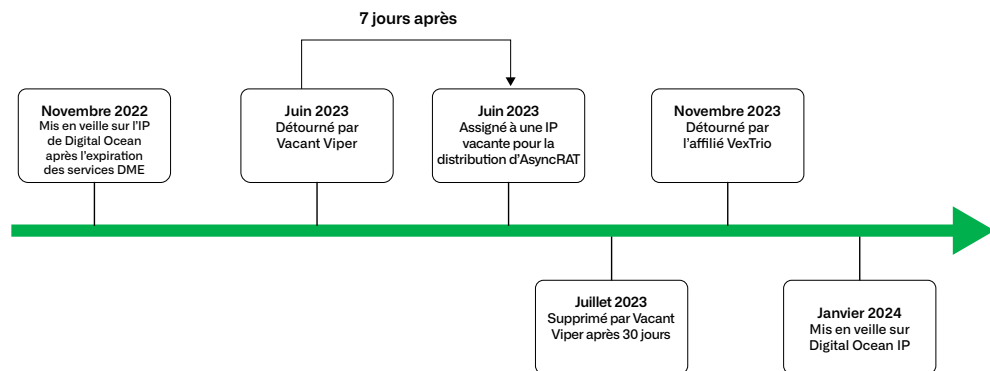 7 jours après
Novembre 2022
Mis en veille sur l'IP
de Digital Ocean
après l'expiration
des services DME
Juin 2023
Détourné par
Vacant Viper
Juin 2023
Assigné à une IP
vacante pour la
distribution d'AsyncRAT
Novembre 2023
Détourné par
l'affilié VexTrio
Juillet 2023
Supprimé par Vacant
Viper après 30 jours
Janvier 2024
Mis en veille sur
Digital Ocean IP